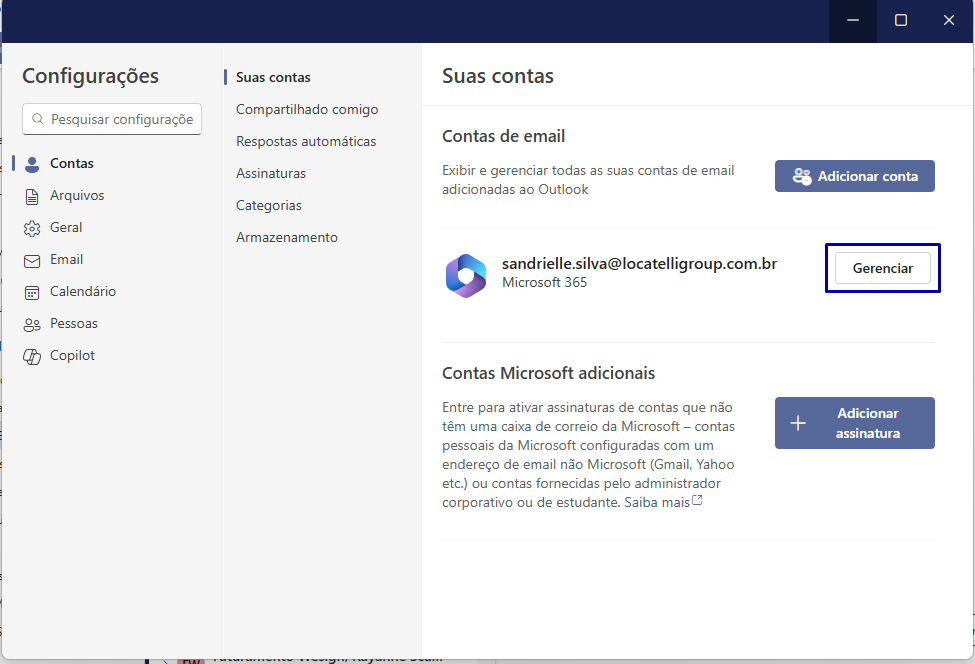 Configurações
Pesquisar configuraçõe
Contas
Arquivos
Geral
Email
Calendário
Pessoas
Copilot
Suas contas
Compartilhado comigo
Respostas automáticas
Assinaturas
Categorias
Armazenamento
Suas contas
Contas de email
Exibir e gerenciar todas as suas contas de email
adicionadas ao Outlook
Adicionar conta
sandrielle.silva@locatelligroup.com.br
Microsoft 365
Gerenciar
Contas Microsoft adicionais
Entre para ativar assinaturas de contas que não
têm uma caixa de correio da Microsoft – contas
pessoais da Microsoft configuradas com um
endereço de email não Microsoft (Gmail, Yahoo
etc.) ou contas fornecidas pelo administrador
corporativo ou de estudante. Saiba mais
Adicionar
assinatura